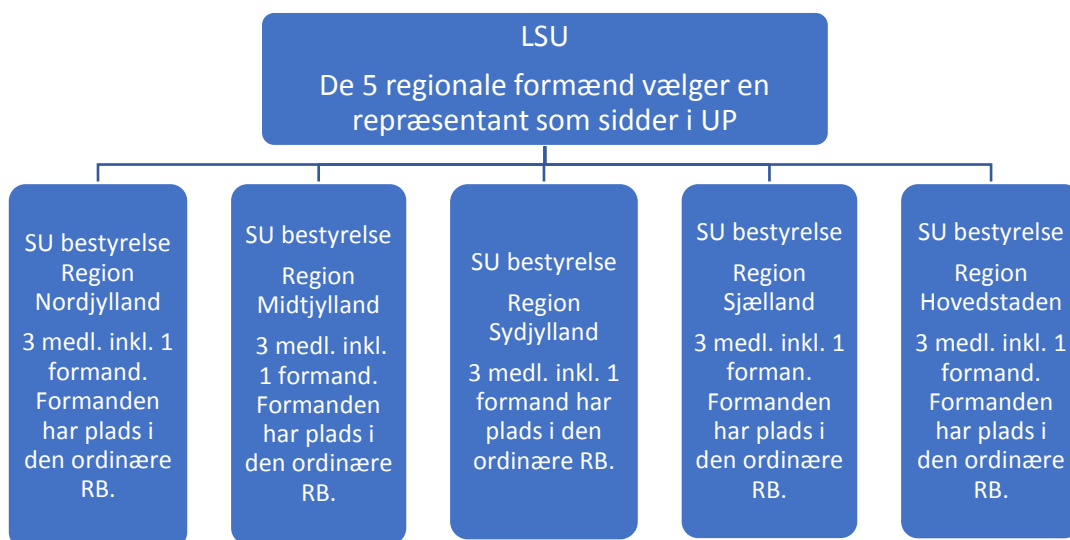 LSU
De 5 regionale formænd vælger en
repræsentant som sidder i UP
SU bestyrelse
Region
Nordjylland
3 medl. inkl. 1
formand.
Formanden
har plads i
den ordinære
RB.
SU bestyrelse
Region
Midtjylland
3 medl. inkl.
1 formand.
Formanden
har plads i
den ordinære
RB.
SU bestyrelse
Region
Sydjylland
3 medl. inkl. 1
formand har
plads i den
ordinære RB.
SU bestyrelse
Region
Sjælland
3 medl. inkl. 1
forman.
Formanden
har plads i
den ordinære
RB.
SU bestyrelse
Region
Hovedstaden
3 medl. inkl. 1
formand.
Formanden
har plads i
den ordinære
RB.